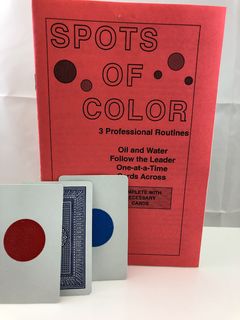 SPOTS
OF
COLOR
3 Professional Routines
Oil and Water
Follow the Leader
One-at-a-Time
Cards Across
COMPLETE WITH
NECESSARY
CARDS